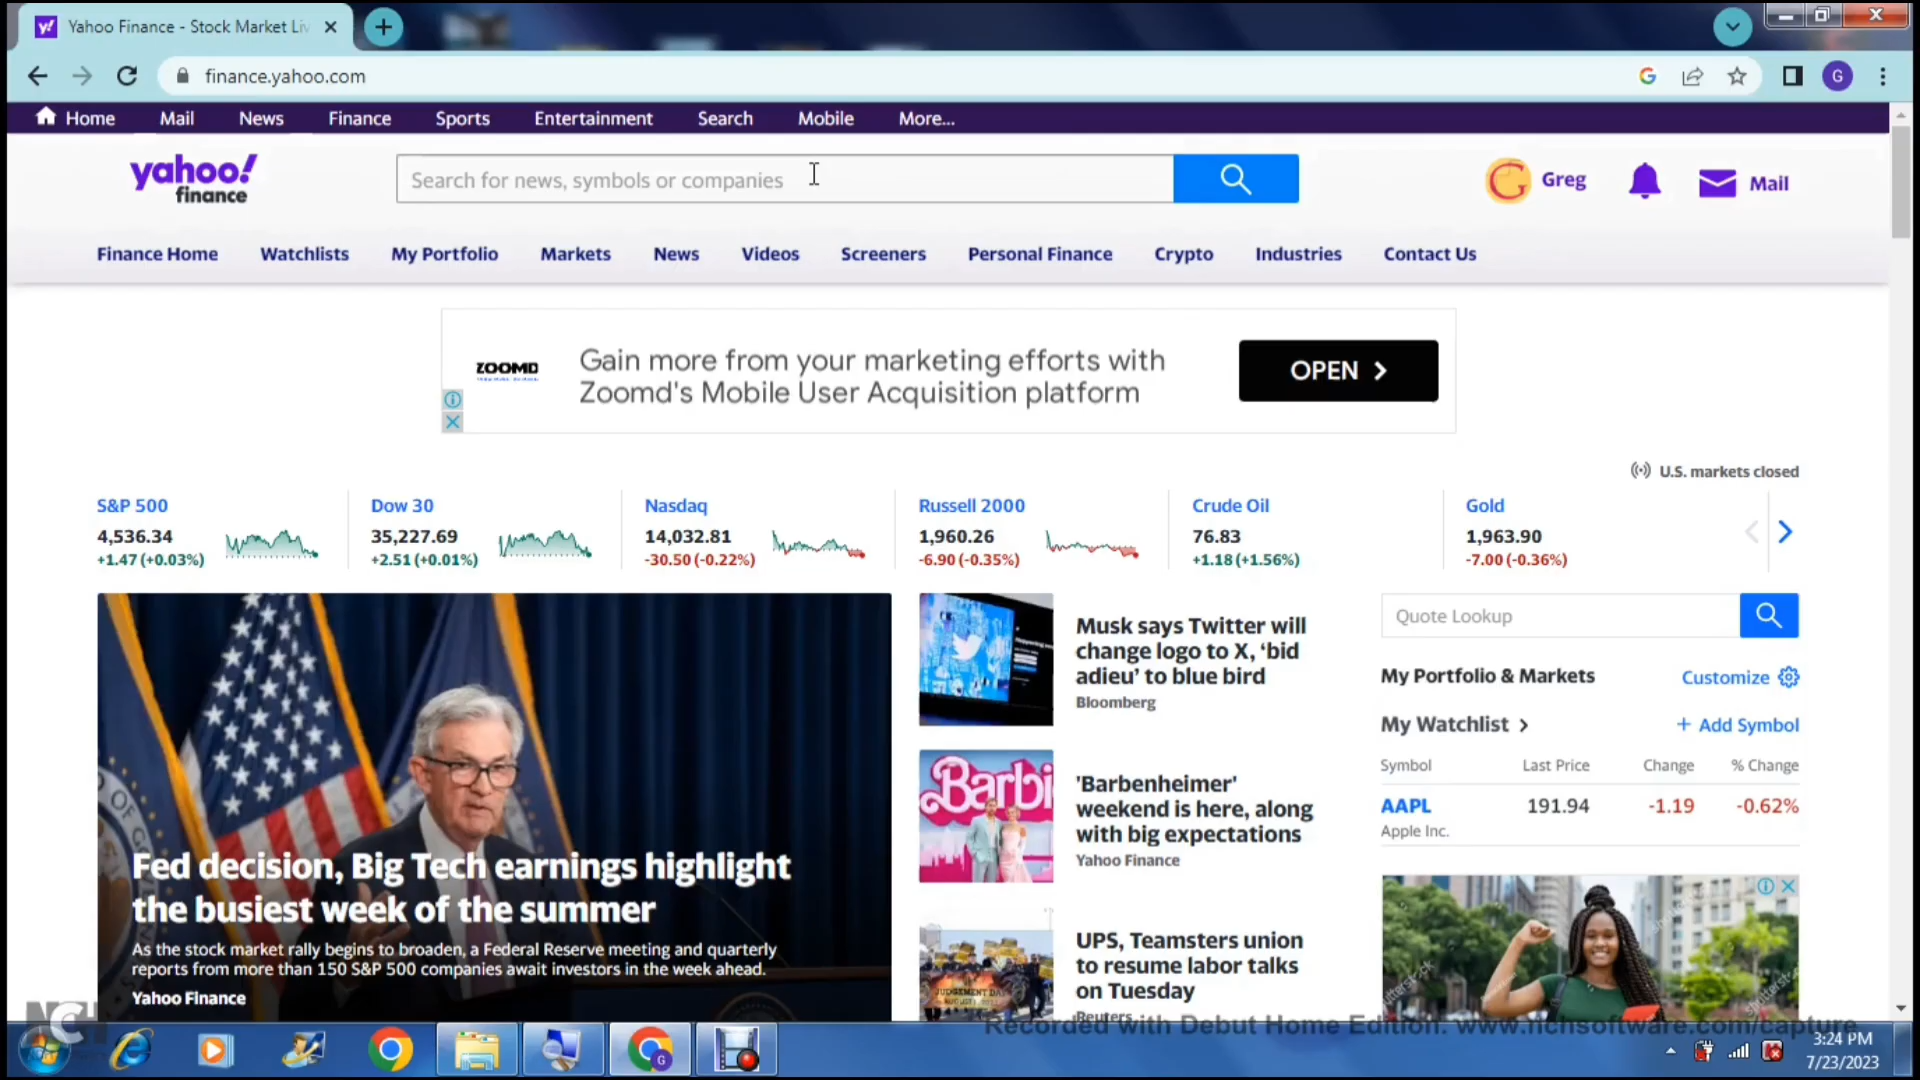 Yahoo Finance - Stock Market Liv
finance.yahoo.com
G
Home Mail News Finance Sports Entertainment Search Mobile More...
yahoo!
finance
Search for news, symbols or companies
Greg
Mail
Finance Home Watchlists My Portfolio Markets News Videos Screeners Personal Finance Crypto Industries Contact Us
ZOOMD
Gain more from your marketing efforts with
Zoomd's Mobile User Acquisition platform
OPEN
U.S. markets closed
S&P 500
4,536.34
+1.47 (+0.03%)
Dow 30
35,227.69
+2.51 (+0.01%)
Nasdaq
14,032.81
-30.50 (-0.22%)
Russell 2000
1,960.26
-6.90 (-0.35%)
Crude Oil
76.83
+1.18 (+1.56%)
Gold
1,963.90
-7.00 (-0.36%)
Fed decision, Big Tech earnings highlight
the busiest week of the summer
As the stock market rally begins to broaden, a Federal Reserve meeting and quarterly
reports from more than 150 S&P 500 companies await investors in the week ahead.
Yahoo Finance
Musk says Twitter will
change logo to X, ‘bid
adieu’ to blue bird
Bloomberg
Barbi
'Barbenheimer'
weekend is here, along
with big expectations
Yahoo Finance
JUDGEMENT DAY
UPS, Teamsters union
to resume labor talks
on Tuesday
Reuters
Quote Lookup
My Portfolio & Markets
Customize
My Watchlist
+ Add Symbol
Symbol Last Price Change % Change
AAPL 191.94 -1.19 -0.62%
Apple Inc.
NCH
Recorded with Debut Home Edition. www.nchsoftware.com/capture
3:24 PM
7/23/2023